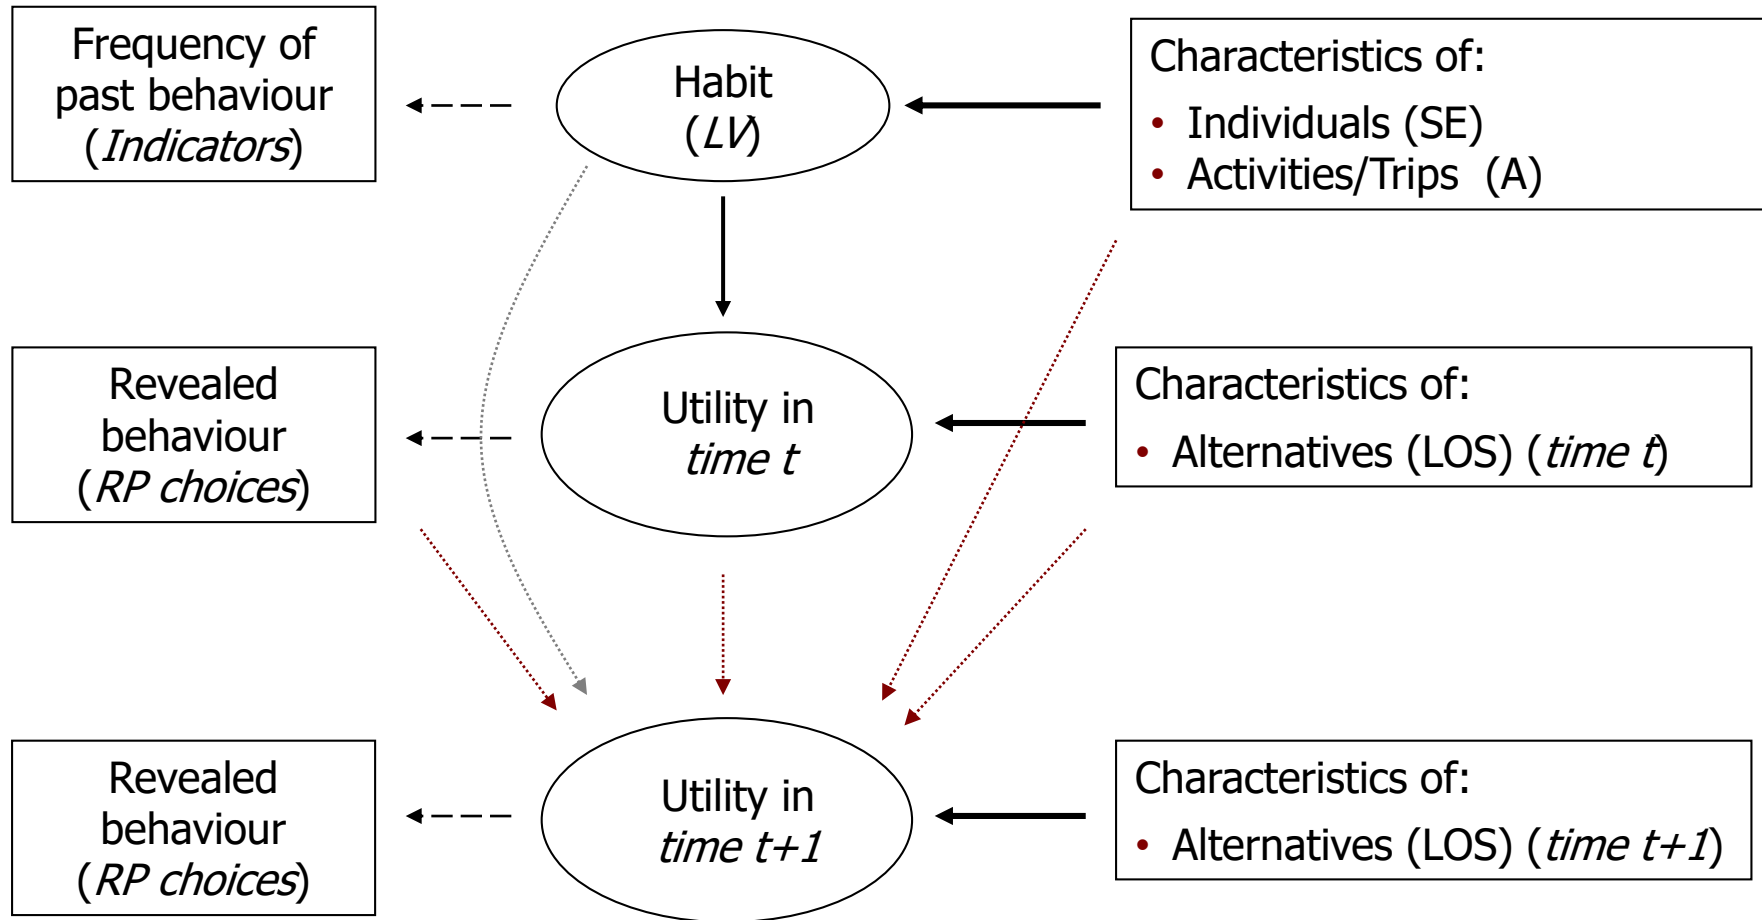 Frequency of
past behaviour
(Indicators)
Habit
(LV)
Characteristics of:
• Individuals (SE)
• Activities/Trips (A)
Revealed
behaviour
(RP choices)
Utility in
time t
Characteristics of:
• Alternatives (LOS) (time t)
Revealed
behaviour
(RP choices)
Utility in
time t+1
Characteristics of:
• Alternatives (LOS) (time t+1)